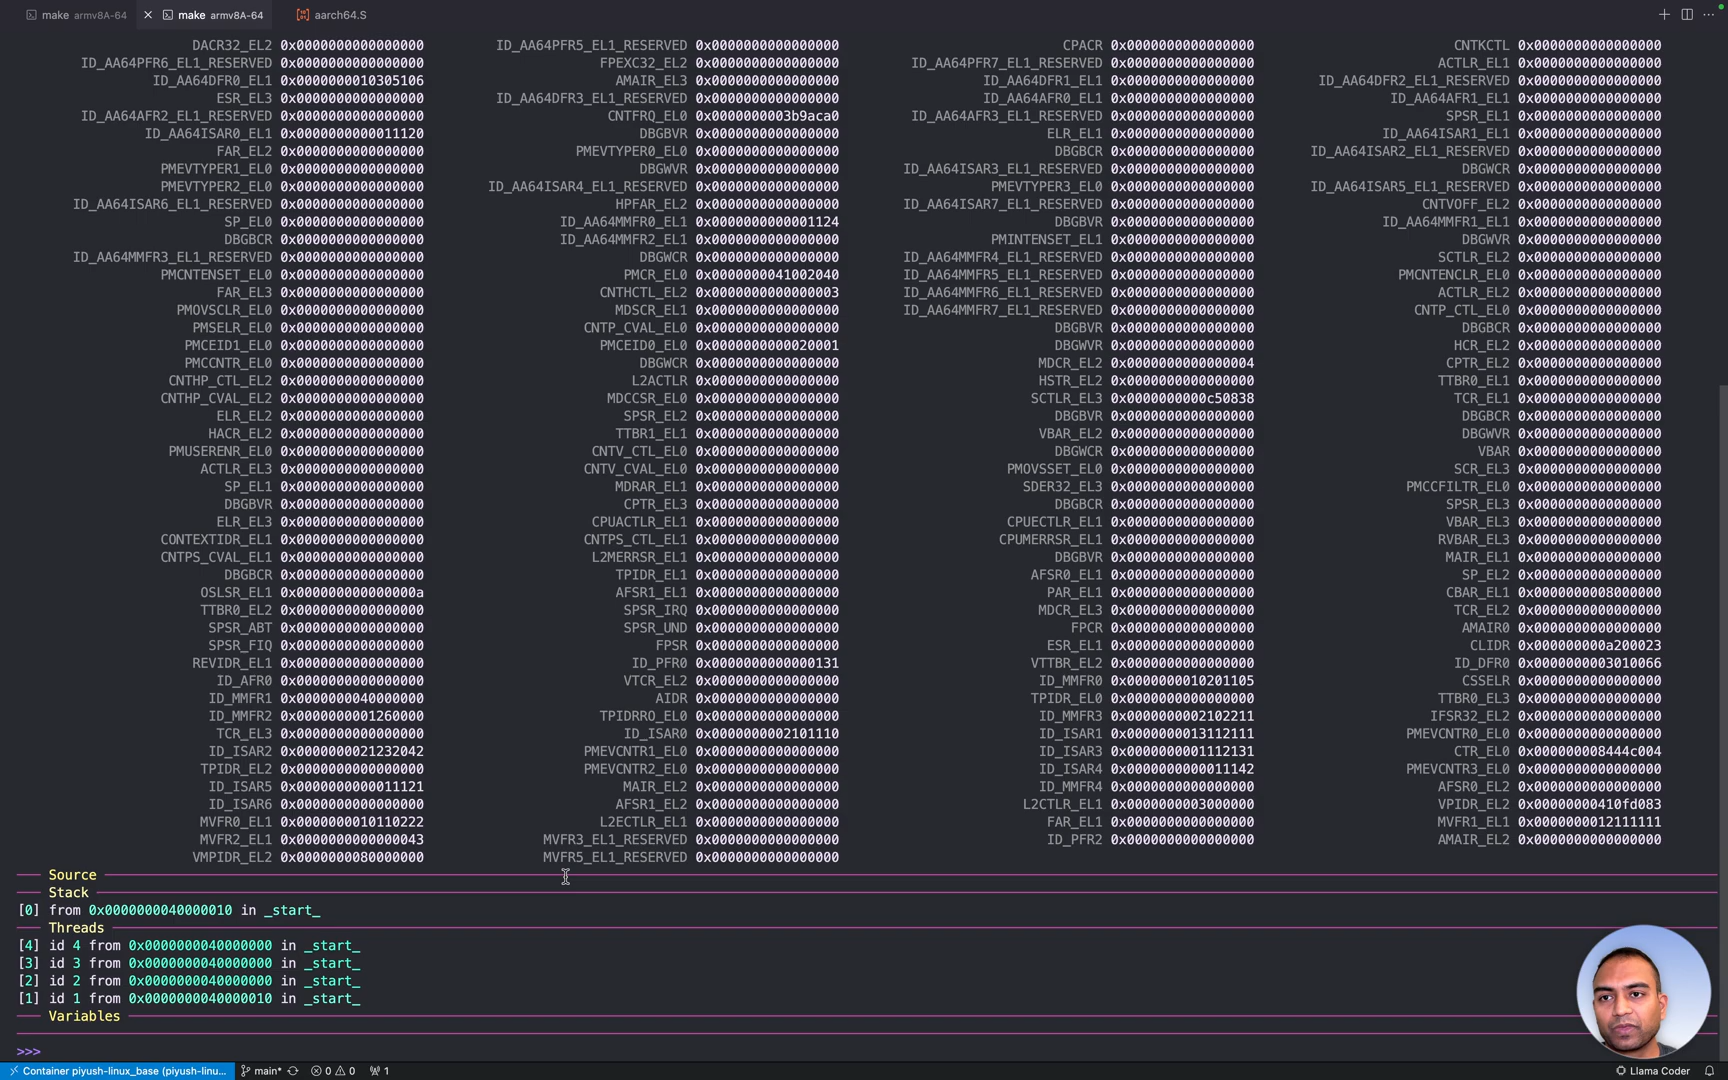 make armv8A-64 make armv8A-64 aarch64.S
DACR32_EL2 0x0000000000000000 ID_AA64PFR5_EL1_RESERVED 0x0000000000000000 CPACR 0x0000000000000000 CNTKCTL 0x0000000000000000
ID_AA64PFR6_EL1_RESERVED 0x0000000000000000 FPEXC32_EL2 0x0000000000000000 ID_AA64PFR7_EL1_RESERVED 0x0000000000000000 ACTLR_EL1 0x0000000000000000
ID_AA64DFR0_EL1 0x0000000010305106 AMAIR_EL3 0x0000000000000000 ID_AA64DFR1_EL1 0x0000000000000000 ID_AA64DFR2_EL1_RESERVED 0x0000000000000000
ESR_EL3 0x0000000000000000 ID_AA64DFR3_EL1_RESERVED 0x0000000000000000 ID_AA64AFR0_EL1 0x0000000000000000 ID_AA64AFR1_EL1 0x0000000000000000
ID_AA64AFR2_EL1_RESERVED 0x0000000000000000 CNTFRQ_EL0 0x0000000003b9aca0 ID_AA64AFR3_EL1_RESERVED 0x0000000000000000 SPSR_EL1 0x0000000000000000
ID_AA64ISAR0_EL1 0x0000000000011120 DBGBVR 0x0000000000000000 ELR_EL1 0x0000000000000000 ID_AA64ISAR1_EL1 0x0000000000000000
FAR_EL2 0x0000000000000000 PMEVTYPER0_EL0 0x0000000000000000 DBGBCR 0x0000000000000000 ID_AA64ISAR2_EL1_RESERVED 0x0000000000000000
PMEVTYPER1_EL0 0x0000000000000000 DBGWVR 0x0000000000000000 ID_AA64ISAR3_EL1_RESERVED 0x0000000000000000 DBGWCR 0x0000000000000000
PMEVTYPER2_EL0 0x0000000000000000 ID_AA64ISAR4_EL1_RESERVED 0x0000000000000000 PMEVTYPER3_EL0 0x0000000000000000 ID_AA64ISAR5_EL1_RESERVED 0x0000000000000000
ID_AA64ISAR6_EL1_RESERVED 0x0000000000000000 HPFAR_EL2 0x0000000000000000 ID_AA64ISAR7_EL1_RESERVED 0x0000000000000000 CNTVOFF_EL2 0x0000000000000000
SP_EL0 0x0000000000000000 ID_AA64MMFR0_EL1 0x0000000000001124 DBGBVR 0x0000000000000000 ID_AA64MMFR1_EL1 0x0000000000000000
DBGBCR 0x0000000000000000 ID_AA64MMFR2_EL1 0x0000000000000000 PMINTENSET_EL1 0x0000000000000000 DBGWVR 0x0000000000000000
ID_AA64MMFR3_EL1_RESERVED 0x0000000000000000 DBGWCR 0x0000000000000000 ID_AA64MMFR4_EL1_RESERVED 0x0000000000000000 SCTLR_EL2 0x0000000000000000
PMCNTENSET_EL0 0x0000000000000000 PMCR_EL0 0x0000000041002040 ID_AA64MMFR5_EL1_RESERVED 0x0000000000000000 PMCNTENCLR_EL0 0x0000000000000000
FAR_EL3 0x0000000000000000 CNTHCTL_EL2 0x0000000000000003 ID_AA64MMFR6_EL1_RESERVED 0x0000000000000000 ACTLR_EL2 0x0000000000000000
PMOVSCLR_EL0 0x0000000000000000 MDSCR_EL1 0x0000000000000000 ID_AA64MMFR7_EL1_RESERVED 0x0000000000000000 CNTP_CTL_EL0 0x0000000000000000
PMSELR_EL0 0x0000000000000000 CNTP_CVAL_EL0 0x0000000000000000 DBGBVR 0x0000000000000000 DBGBCR 0x0000000000000000
PMCEID1_EL0 0x0000000000000000 PMCEID0_EL0 0x0000000000020001 DBGWVR 0x0000000000000000 HCR_EL2 0x0000000000000000
PMCCNTR_EL0 0x0000000000000000 DBGWCR 0x0000000000000000 MDCR_EL2 0x0000000000000004 CPTR_EL2 0x0000000000000000
CNTHP_CTL_EL2 0x0000000000000000 L2ACTLR 0x0000000000000000 HSTR_EL2 0x0000000000000000 TTBR0_EL1 0x0000000000000000
CNTHP_CVAL_EL2 0x0000000000000000 MDCCSR_EL0 0x0000000000000000 SCTLR_EL3 0x0000000000c50838 TCR_EL1 0x0000000000000000
ELR_EL2 0x0000000000000000 SPSR_EL2 0x0000000000000000 DBGBVR 0x0000000000000000 DBGBCR 0x0000000000000000
HACR_EL2 0x0000000000000000 TTBR1_EL1 0x0000000000000000 VBAR_EL2 0x0000000000000000 DBGWVR 0x0000000000000000
PMUSERENR_EL0 0x0000000000000000 CNTV_CTL_EL0 0x0000000000000000 DBGWCR 0x0000000000000000 VBAR 0x0000000000000000
ACTLR_EL3 0x0000000000000000 CNTV_CVAL_EL0 0x0000000000000000 PMOVSSET_EL0 0x0000000000000000 SCR_EL3 0x0000000000000000
SP_EL1 0x0000000000000000 MDRAR_EL1 0x0000000000000000 SDER32_EL3 0x0000000000000000 PMCCFILTR_EL0 0x0000000000000000
DBGBVR 0x0000000000000000 CPTR_EL3 0x0000000000000000 DBGBCR 0x0000000000000000 SPSR_EL3 0x0000000000000000
ELR_EL3 0x0000000000000000 CPUACTLR_EL1 0x0000000000000000 CPUECTLR_EL1 0x0000000000000000 VBAR_EL3 0x0000000000000000
CONTEXTIDR_EL1 0x0000000000000000 CNTPS_CTL_EL1 0x0000000000000000 CPUMERRSR_EL1 0x0000000000000000 RVBAR_EL3 0x0000000000000000
CNTPS_CVAL_EL1 0x0000000000000000 L2MERRSR_EL1 0x0000000000000000 DBGBVR 0x0000000000000000 MAIR_EL1 0x0000000000000000
DBGBCR 0x0000000000000000 TPIDR_EL1 0x0000000000000000 AFSR0_EL1 0x0000000000000000 SP_EL2 0x0000000000000000
OSLSR_EL1 0x000000000000000a AFSR1_EL1 0x0000000000000000 PAR_EL1 0x0000000000000000 CBAR_EL1 0x0000000008000000
TTBR0_EL2 0x0000000000000000 SPSR_IRQ 0x0000000000000000 MDCR_EL3 0x0000000000000000 TCR_EL2 0x0000000000000000
SPSR_ABT 0x0000000000000000 SPSR_UND 0x0000000000000000 FPCR 0x0000000000000000 AMAIR0 0x0000000000000000
SPSR_FIQ 0x0000000000000000 FPSR 0x0000000000000000 ESR_EL1 0x0000000000000000 CLIDR 0x000000000a200023
REVIDR_EL1 0x0000000000000000 ID_PFR0 0x0000000000000131 VTTBR_EL2 0x0000000000000000 ID_DFR0 0x0000000003010066
ID_AFR0 0x0000000000000000 VTCR_EL2 0x0000000000000000 ID_MMFR0 0x0000000010201105 CSSELR 0x0000000000000000
ID_MMFR1 0x0000000040000000 AIDR 0x0000000000000000 TPIDR_EL0 0x0000000000000000 TTBR0_EL3 0x0000000000000000
ID_MMFR2 0x0000000001260000 TPIDRRO_EL0 0x0000000000000000 ID_MMFR3 0x0000000002102211 IFSR32_EL2 0x0000000000000000
TCR_EL3 0x0000000000000000 ID_ISAR0 0x0000000002101110 ID_ISAR1 0x0000000013112111 PMEVCNTR0_EL0 0x0000000000000000
ID_ISAR2 0x0000000021232042 PMEVCNTR1_EL0 0x0000000000000000 ID_ISAR3 0x0000000001112131 CTR_EL0 0x000000008444c004
TPIDR_EL2 0x0000000000000000 PMEVCNTR2_EL0 0x0000000000000000 ID_ISAR4 0x0000000000011142 PMEVCNTR3_EL0 0x0000000000000000
ID_ISAR5 0x0000000000011121 MAIR_EL2 0x0000000000000000 ID_MMFR4 0x0000000000000000 AFSR0_EL2 0x0000000000000000
ID_ISAR6 0x0000000000000000 AFSR1_EL2 0x0000000000000000 L2CTLR_EL1 0x0000000003000000 VPIDR_EL2 0x00000000410fd083
MVFR0_EL1 0x0000000010110222 L2ECTLR_EL1 0x0000000000000000 FAR_EL1 0x0000000000000000 MVFR1_EL1 0x0000000012111111
MVFR2_EL1 0x0000000000000043 MVFR3_EL1_RESERVED 0x0000000000000000 ID_PFR2 0x0000000000000000 AMAIR_EL2 0x0000000000000000
VMPIDR_EL2 0x0000000080000000 MVFR5_EL1_RESERVED 0x0000000000000000
Source
Stack
[0] from 0x0000000040000010 in _start_
Threads
[4] id 4 from 0x0000000040000000 in _start_
[3] id 3 from 0x0000000040000000 in _start_
[2] id 2 from 0x0000000040000000 in _start_
[1] id 1 from 0x0000000040000010 in _start_
Variables
>>>
Container piyush-linux_base (piyush-linu... main* 0 0 1 Llama Coder